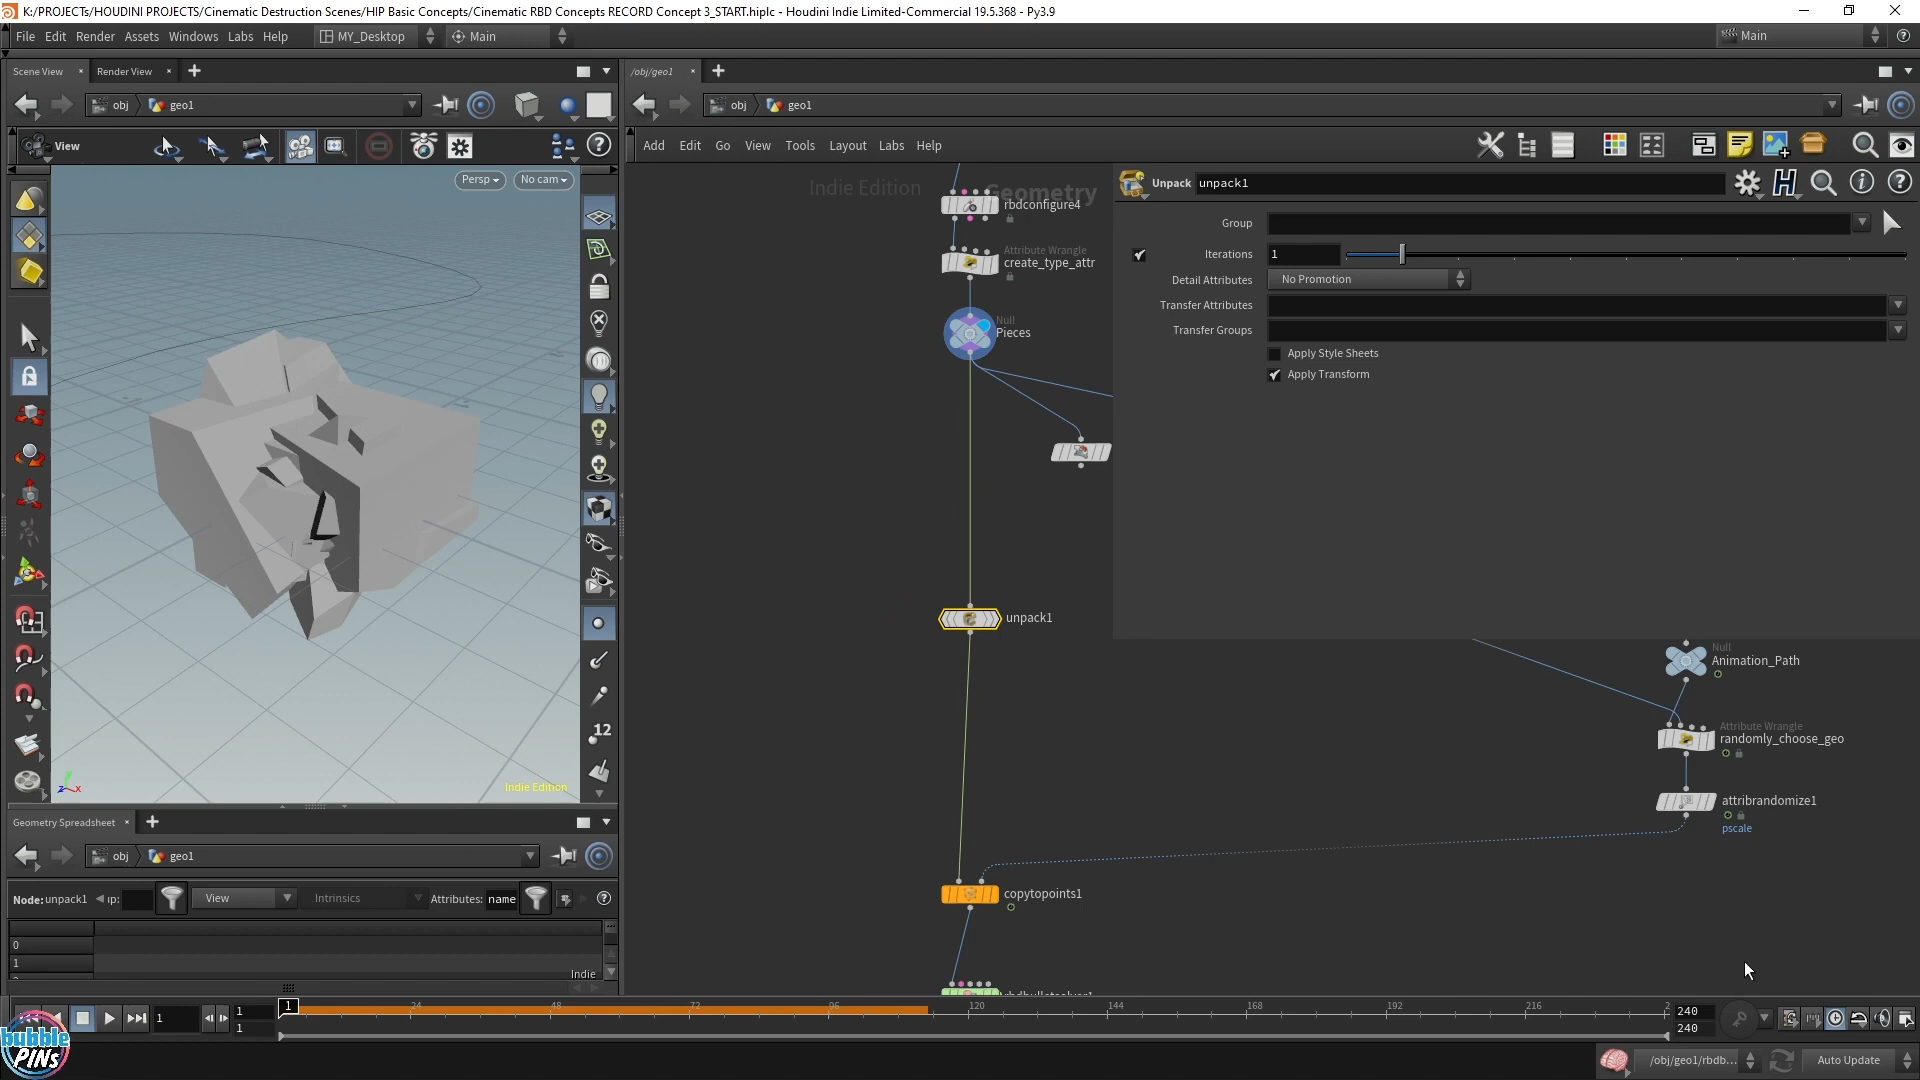 K:/PROJECTs/HOUDINI PROJECTS/Cinematic Destruction Scenes/HIP Basic Concepts/Cinematic RBD Concepts RECORD Concept 3_START.hiplc - Houdini Indie Limited-Commercial 19.5.368 - Py3.9
File Edit Render Assets Windows Labs Help MY_Desktop Main Main
Scene View Render View /obj/geo1
obj geo1 obj geo1
View Add Edit Go View Tools Layout Labs Help
Persp No cam
Indie Edition Geometry
Unpack unpack1
rbdconfigure4
Group
Attribute Wrangle
create_type_attr
Iterations 1
Detail Attributes No Promotion
Transfer Attributes
Null
Pieces
Transfer Groups
Apply Style Sheets
Apply Transform
unpack1
Null
Animation_Path
Attribute Wrangle
randomly_choose_geo
12
Indie Edition
attribrandomize1
pscale
Geometry Spreadsheet
obj geo1
copytopoints1
Node: unpack1 View Intrinsics Attributes: name
0
1
Indie
1 1 1 1 24 48 72 96 120 144 168 192 216 2 240
240
bubble
PINs
/obj/geo1/rbdb... Auto Update